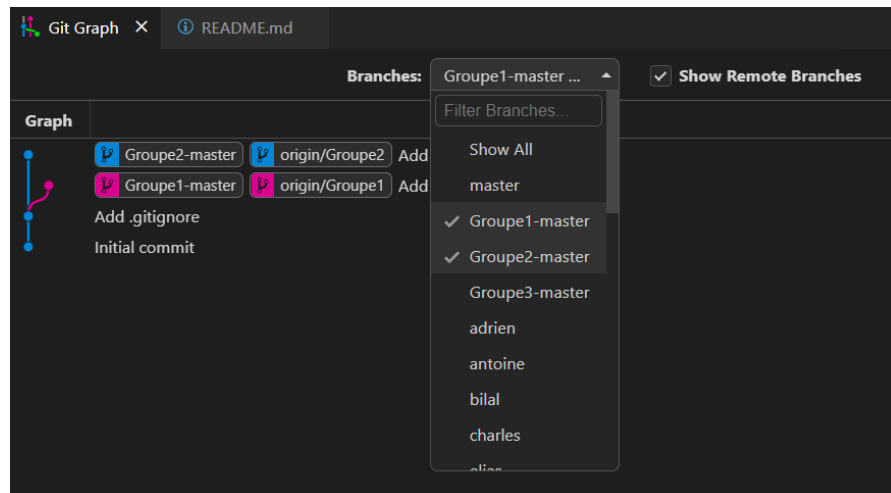 Git Graph README.md
Branches: Groupe1-master ... Show Remote Branches
Filter Branches...
Graph
Groupe2-master origin/Groupe2 Add
Show All
Groupe1-master origin/Groupe1 Add
master
Add .gitignore
Groupe1-master
Initial commit
Groupe2-master
Groupe3-master
adrien
antoine
bilal
charles